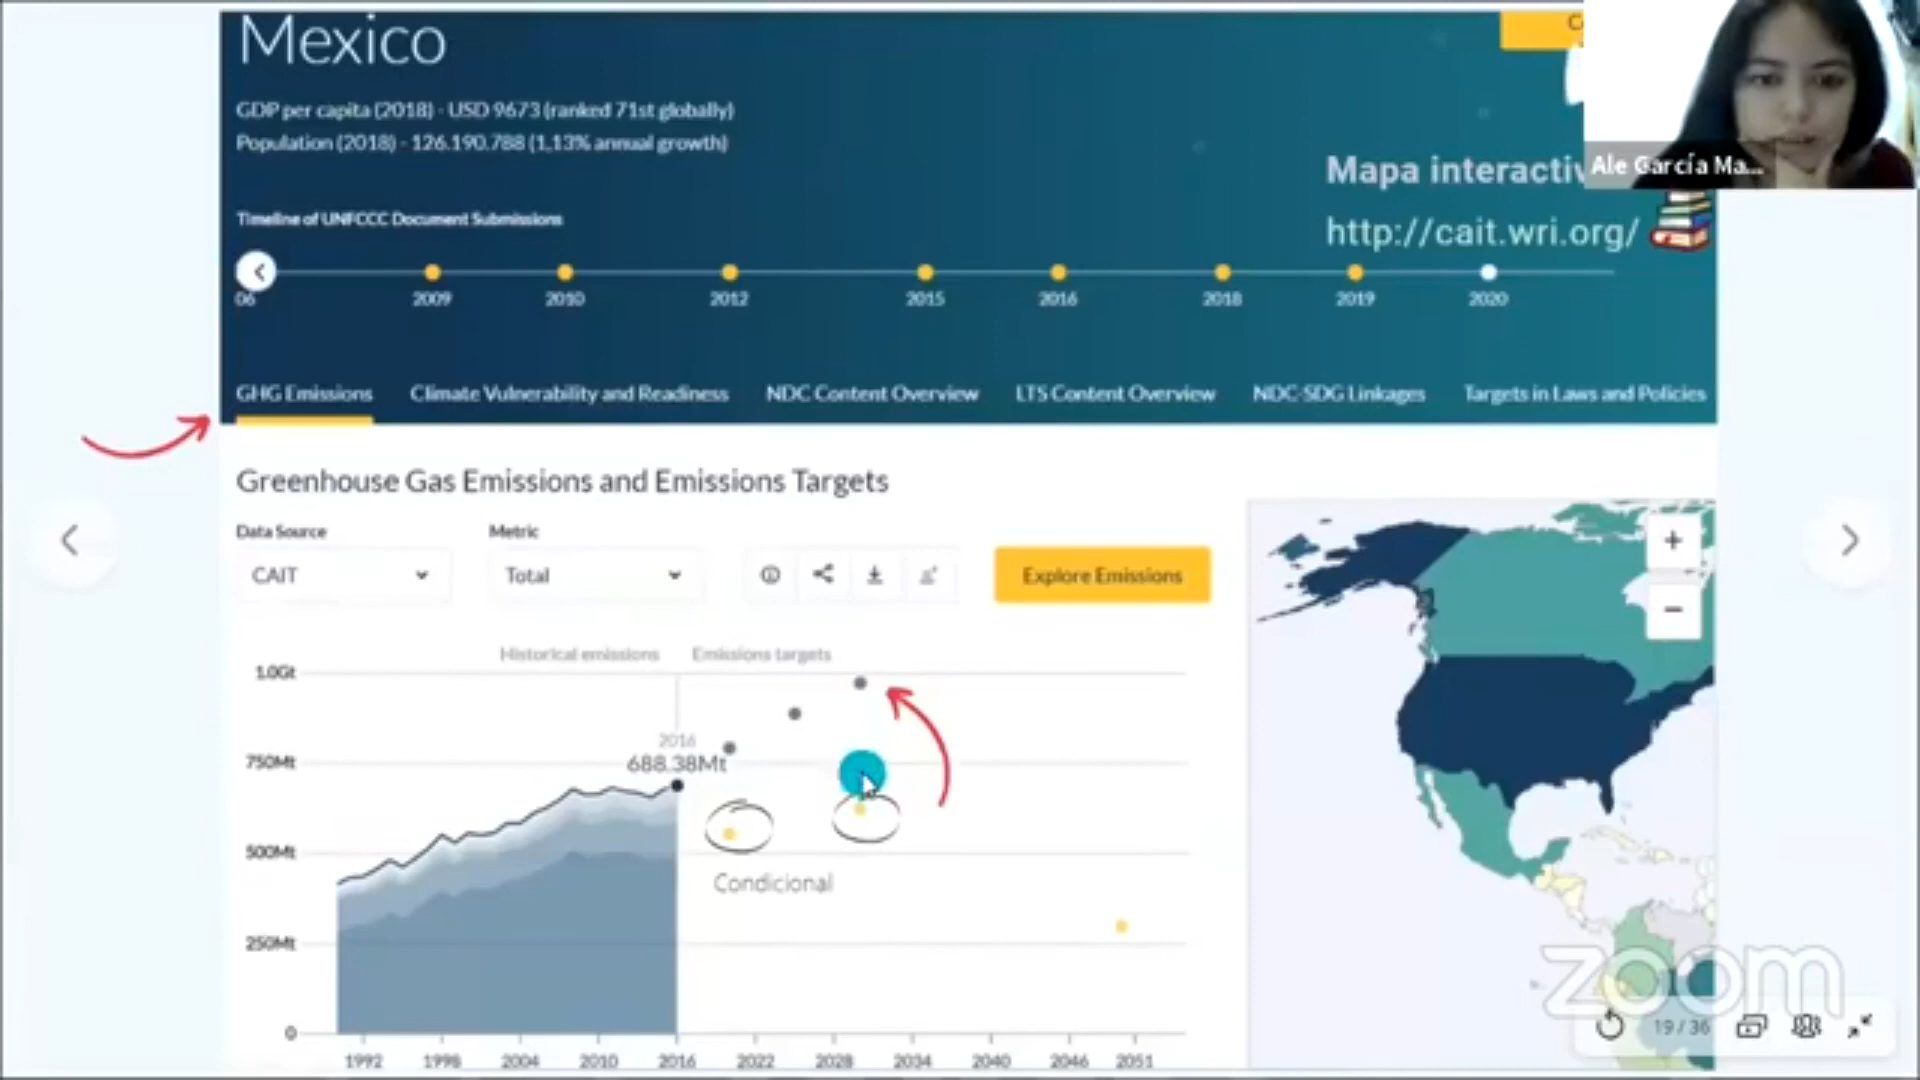 Mexico
GDP per capita (2018) - USD 9673 (ranked 71st globally)
Population (2018) - 126.190.788 (1,13% annual growth)
Ale García Ma...
Mapa interactiv
http://cait.wri.org/
Timeline of UNFCCC Document Submissions
06 2009 2010 2012 2015 2016 2018 2019 2020
GHG Emissions Climate Vulnerability and Readiness NDC Content Overview LTS Content Overview NDC-SDG Linkages Targets in Laws and Policies
Greenhouse Gas Emissions and Emissions Targets
Data Source Metric
CAIT Total Explore Emissions
Historical emissions Emissions targets
1.0Gt
2016
750Mt 688.38Mt
500Mt
Condicional
250Mt
0
1992 1998 2004 2010 2016 2022 2028 2034 2040 2046 2051
zoom
19 / 36